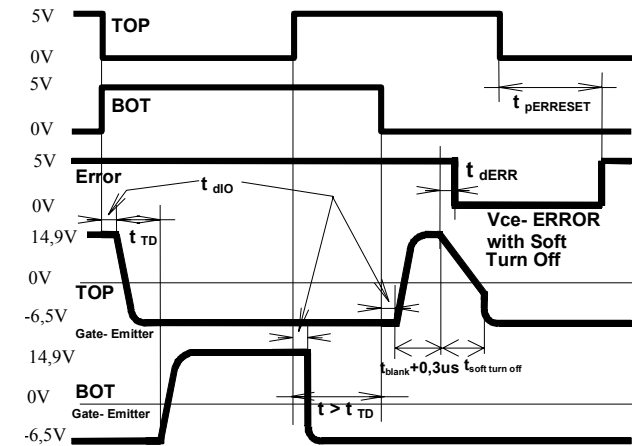 5V
TOP
0V
5V
BOT
t pERRESET
0V
5V
Error
t dIO
t dERR
0V
Vce- ERROR
with Soft
Turn Off
t TD
14,9V
0V
TOP
-6,5V
Gate- Emitter
tblank+0,3us
tsoft turn off
14,9V
t > t TD
0V
BOT
Gate- Emitter
-6,5V